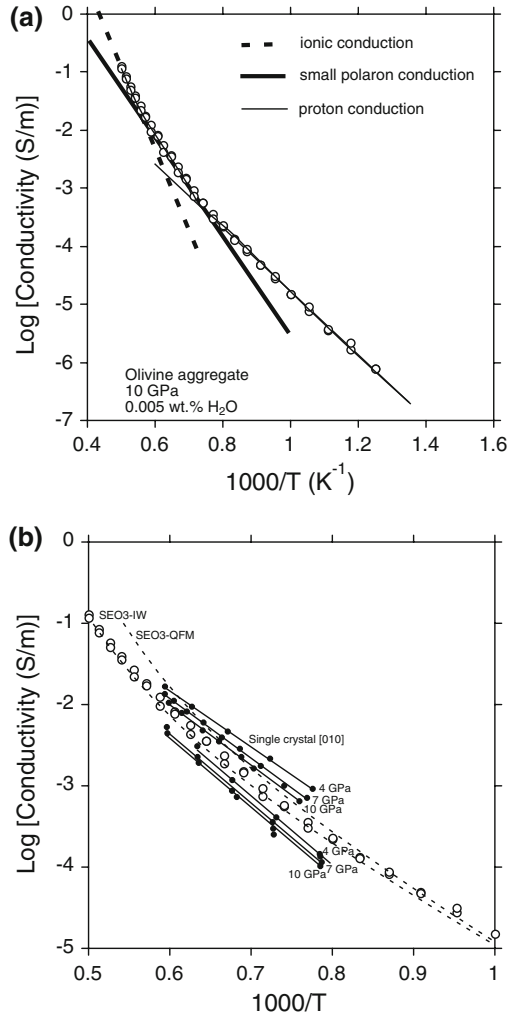 (a)
0
-1
-2
-3
-4
-5
-6
-7
Log [Conductivity (S/m)]
ionic conduction
small polaron conduction
proton conduction
Olivine aggregate
10 GPa
0.005 wt.% H₂O
0.4 0.6 0.8 1 1.2 1.4 1.6
1000/T (K⁻¹)
(b)
0
-1
-2
-3
-4
-5
Log [Conductivity (S/m)]
SEO3-IW
SEO3-QFM
Single crystal [010]
4 GPa
7 GPa
10 GPa
4 GPa
7 GPa
10 GPa
0.5 0.6 0.7 0.8 0.9 1
1000/T